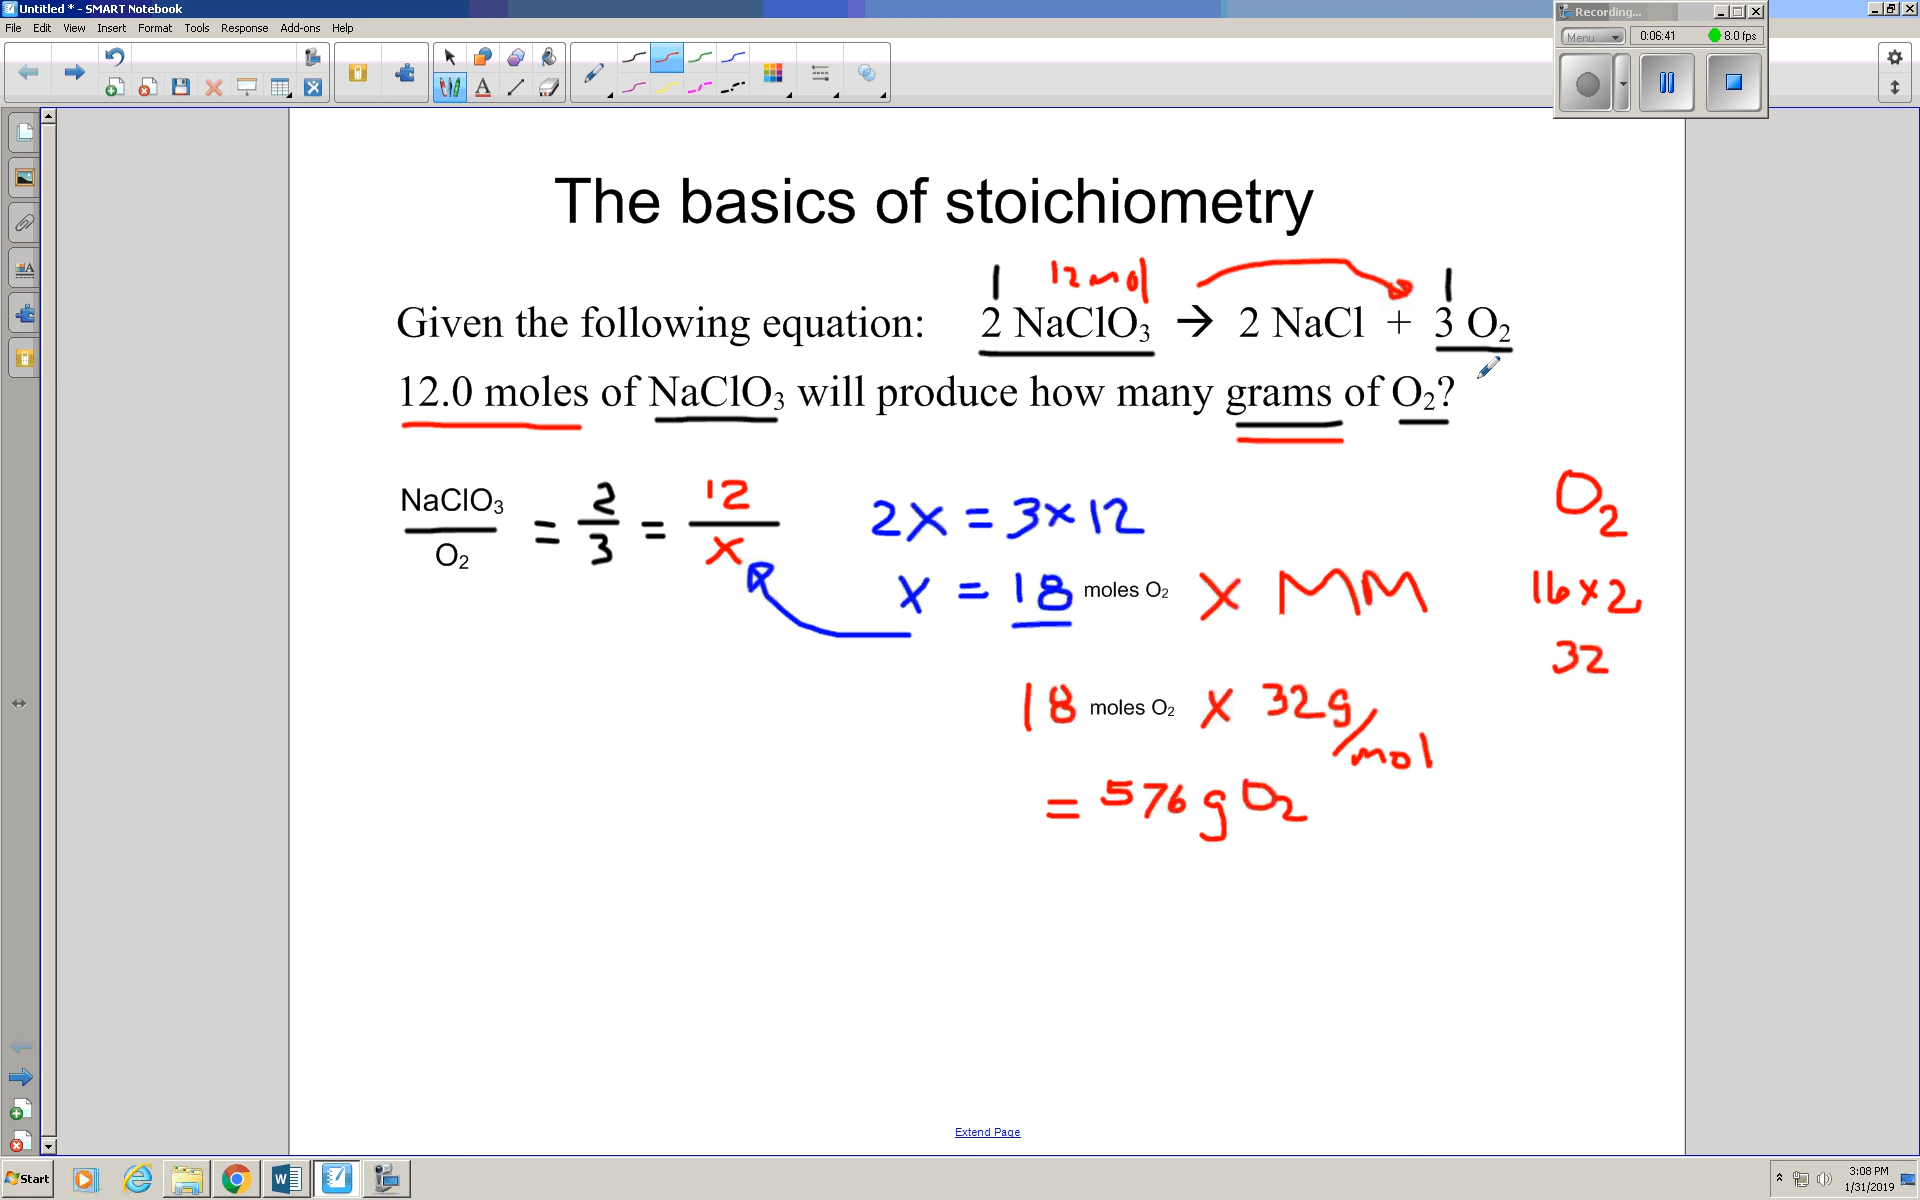 Untitled * - SMART Notebook
File Edit View Insert Format Tools Response Add-ons Help
Recording...
Menu 0:06:41 8.0 fps
The basics of stoichiometry
1 12 mol 1
Given the following equation: 2 NaClO₃ → 2 NaCl + 3 O₂
12.0 moles of NaClO₃ will produce how many grams of O₂?
NaClO₃ / O₂ = 2/3 = 12/x
2x = 3x12
x = 18 moles O₂ x MM
O₂
16x2
32
18 moles O₂ x 32g/mol
= 576 g O₂
Extend Page
Start
3:08 PM
1/31/2019